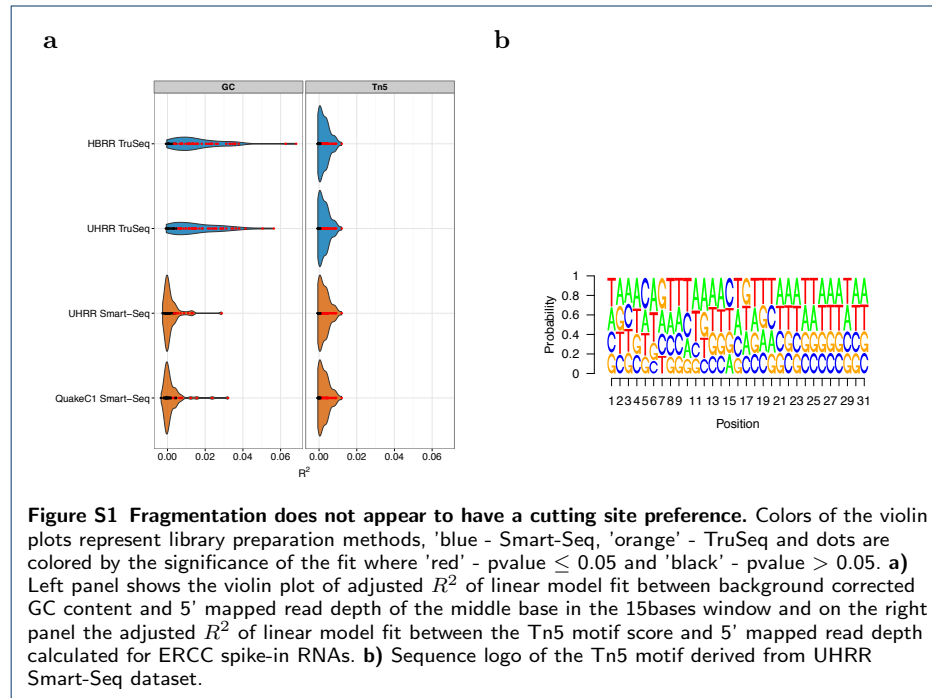 a
b
GC
Tn5
HBRR TruSeq
UHRR TruSeq
UHRR Smart−Seq
QuakeC1 Smart−Seq
0.00 0.02 0.04 0.06 0.00 0.02 0.04 0.06
R²
Probability
1
0.8
0.6
0.4
0.2
0
TAAACAGTTTAAAACTGTTTAAATTAAATAA
AGCTATAAACTGTTTATAGCTTTAATTTATT
CTTGTGCCCACTGGGCAGAACGCGGGGGCCG
GCGCGCTGGGGCCCAGCCCGGCGCCCCCGGC
1 2 3 4 5 6 7 8 9 11 13 15 17 19 21 23 25 27 29 31
Position
Figure S1 Fragmentation does not appear to have a cutting site preference. Colors of the violin
plots represent library preparation methods, 'blue - Smart-Seq, 'orange' - TruSeq and dots are
colored by the significance of the fit where 'red' - pvalue ≤ 0.05 and 'black' - pvalue > 0.05. a)
Left panel shows the violin plot of adjusted R² of linear model fit between background corrected
GC content and 5' mapped read depth of the middle base in the 15bases window and on the right
panel the adjusted R² of linear model fit between the Tn5 motif score and 5' mapped read depth
calculated for ERCC spike-in RNAs. b) Sequence logo of the Tn5 motif derived from UHRR
Smart-Seq dataset.